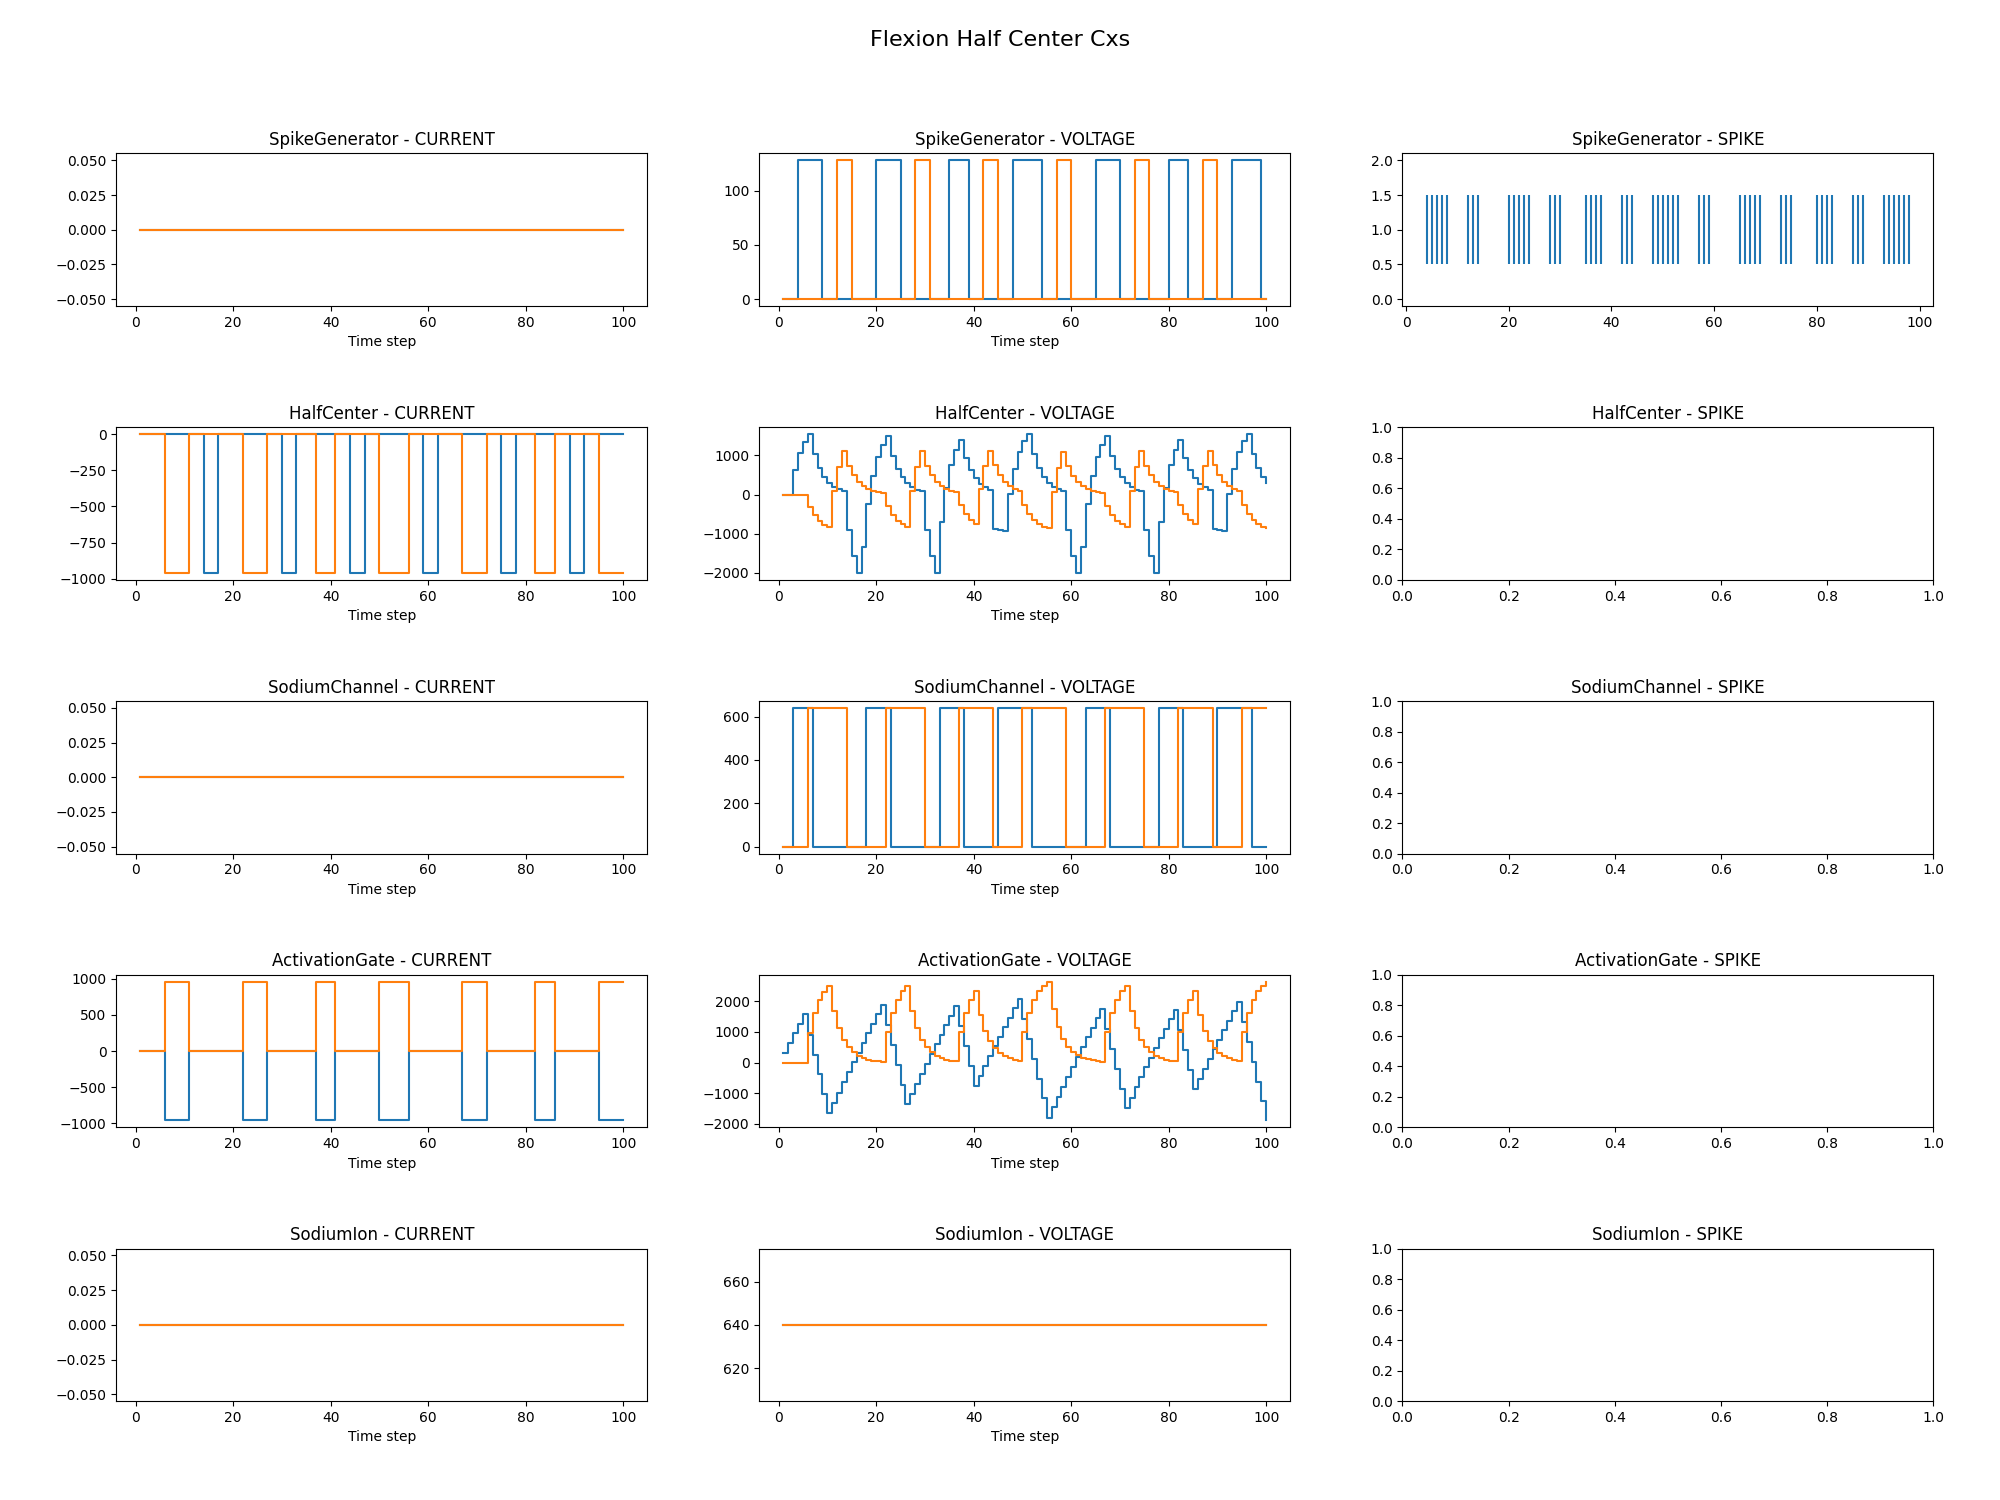 Flexion Half Center Cxs
SpikeGenerator - CURRENT
0.050
0.025
0.000
−0.025
−0.050
0 20 40 60 80 100
Time step
SpikeGenerator - VOLTAGE
100
50
0
0 20 40 60 80 100
Time step
SpikeGenerator - SPIKE
2.0
1.5
1.0
0.5
0.0
0 20 40 60 80 100
HalfCenter - CURRENT
0
−250
−500
−750
−1000
0 20 40 60 80 100
Time step
HalfCenter - VOLTAGE
1000
0
−1000
−2000
0 20 40 60 80 100
Time step
HalfCenter - SPIKE
1.0
0.8
0.6
0.4
0.2
0.0
0.0 0.2 0.4 0.6 0.8 1.0
SodiumChannel - CURRENT
0.050
0.025
0.000
−0.025
−0.050
0 20 40 60 80 100
Time step
SodiumChannel - VOLTAGE
600
400
200
0
0 20 40 60 80 100
Time step
SodiumChannel - SPIKE
1.0
0.8
0.6
0.4
0.2
0.0
0.0 0.2 0.4 0.6 0.8 1.0
ActivationGate - CURRENT
1000
500
0
−500
−1000
0 20 40 60 80 100
Time step
ActivationGate - VOLTAGE
2000
1000
0
−1000
−2000
0 20 40 60 80 100
Time step
ActivationGate - SPIKE
1.0
0.8
0.6
0.4
0.2
0.0
0.0 0.2 0.4 0.6 0.8 1.0
SodiumIon - CURRENT
0.050
0.025
0.000
−0.025
−0.050
0 20 40 60 80 100
Time step
SodiumIon - VOLTAGE
660
640
620
0 20 40 60 80 100
Time step
SodiumIon - SPIKE
1.0
0.8
0.6
0.4
0.2
0.0
0.0 0.2 0.4 0.6 0.8 1.0